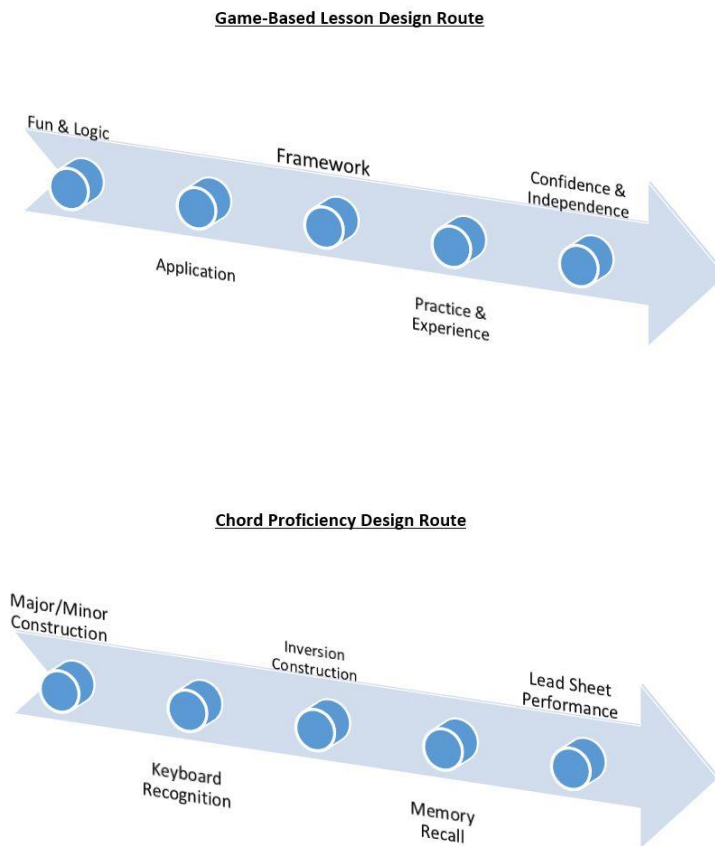 Game-Based Lesson Design Route
Fun & Logic
Application
Framework
Practice &
Experience
Confidence &
Independence
Chord Proficiency Design Route
Major/Minor
Construction
Keyboard
Recognition
Inversion
Construction
Memory
Recall
Lead Sheet
Performance